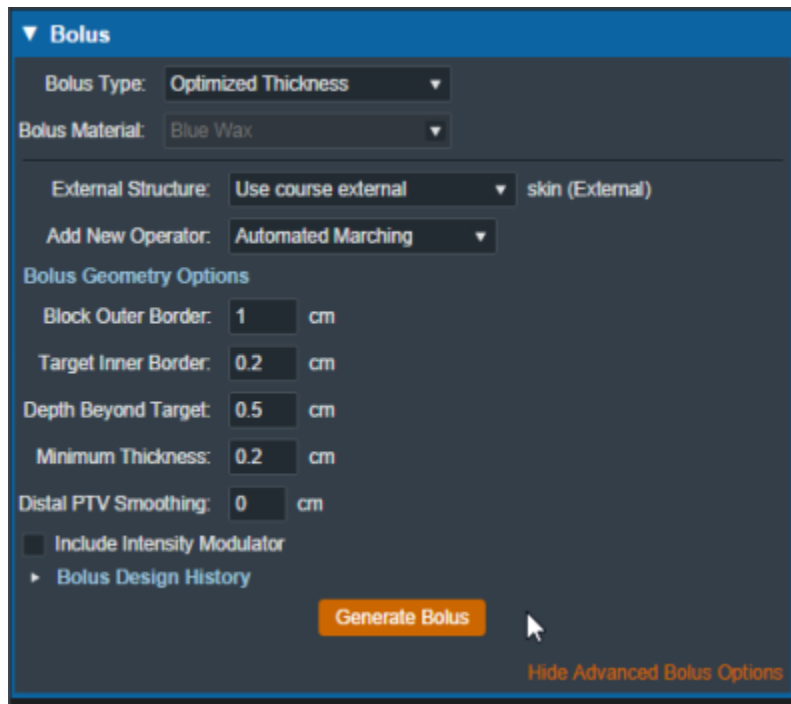 Bolus
Bolus Type: Optimized Thickness
Bolus Material: Blue Wax
External Structure: Use course external skin (External)
Add New Operator: Automated Marching
Bolus Geometry Options
Block Outer Border: 1 cm
Target Inner Border: 0.2 cm
Depth Beyond Target: 0.5 cm
Minimum Thickness: 0.2 cm
Distal PTV Smoothing: 0 cm
Include Intensity Modulator
Bolus Design History
Generate Bolus
Hide Advanced Bolus Options